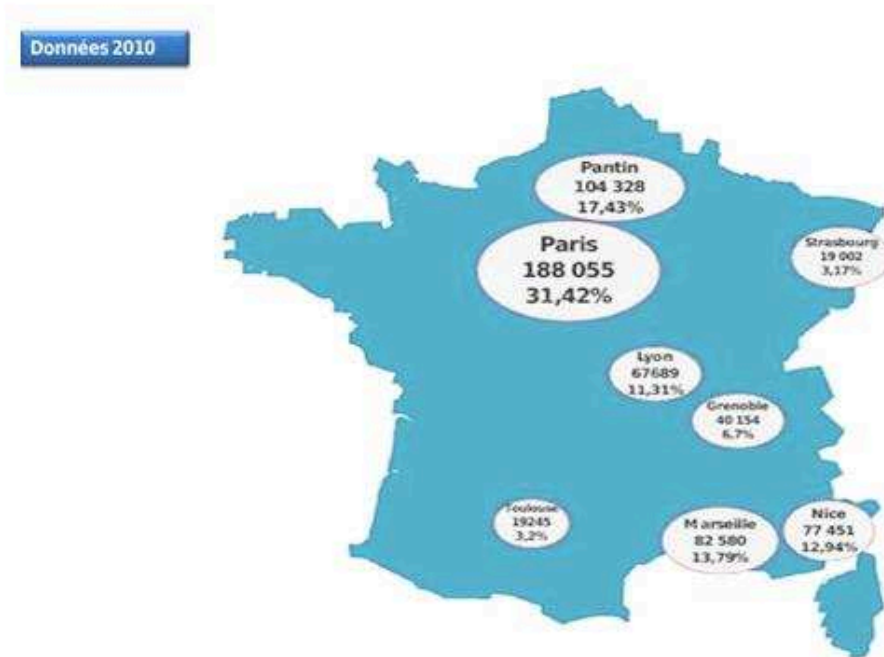 Données 2010
Pantin
104 328
17,43%
Paris
188 055
31,42%
Strasbourg
19 002
3,17%
Lyon
67689
11,31%
Grenoble
40 154
6,7%
Toulouse
19245
3,2%
Marseille
82 580
13,79%
Nice
77 451
12,94%